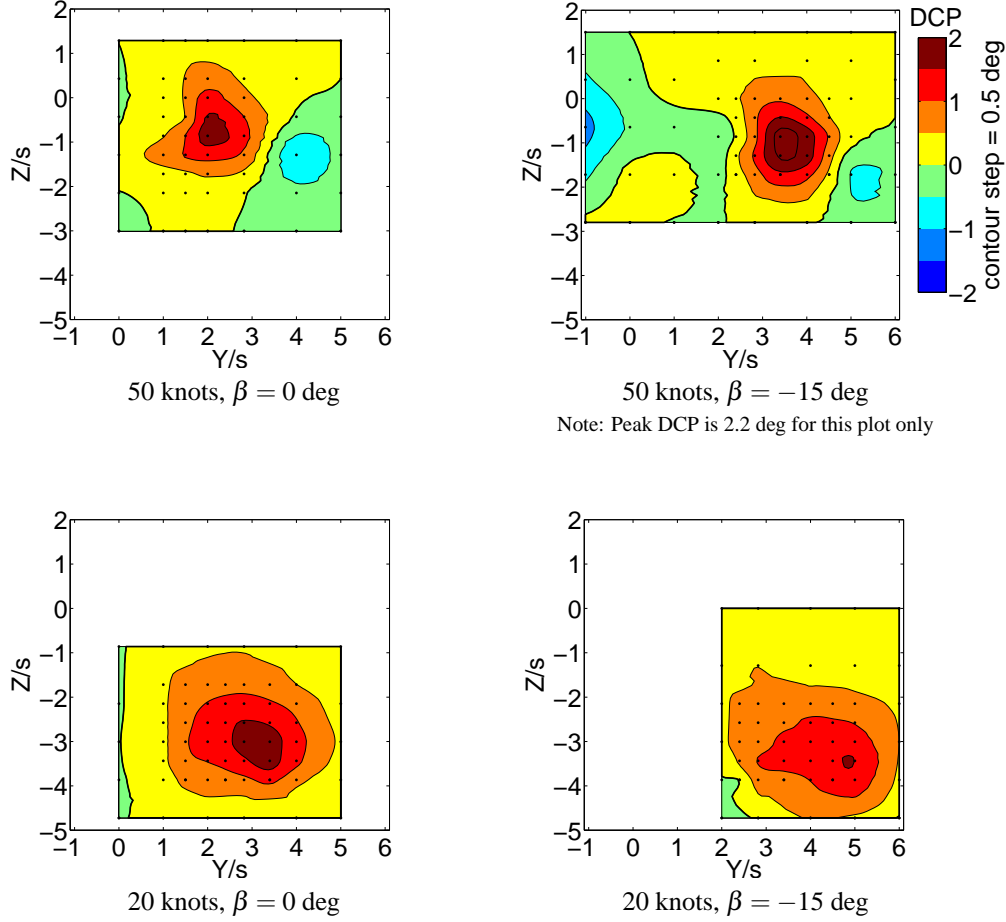 DCP
2
1
0
−1
−2
−3
−4
−5
Z/s
−1 0 1 2 3 4 5 6
Y/s
50 knots, β = 0 deg
2
1
0
−1
−2
−3
−4
−5
Z/s
−1 0 1 2 3 4 5 6
Y/s
50 knots, β = −15 deg
Note: Peak DCP is 2.2 deg for this plot only
2
1
0
−1
−2
contour step = 0.5 deg
2
1
0
−1
−2
−3
−4
−5
Z/s
−1 0 1 2 3 4 5 6
Y/s
20 knots, β = 0 deg
2
1
0
−1
−2
−3
−4
−5
Z/s
−1 0 1 2 3 4 5 6
Y/s
20 knots, β = −15 deg